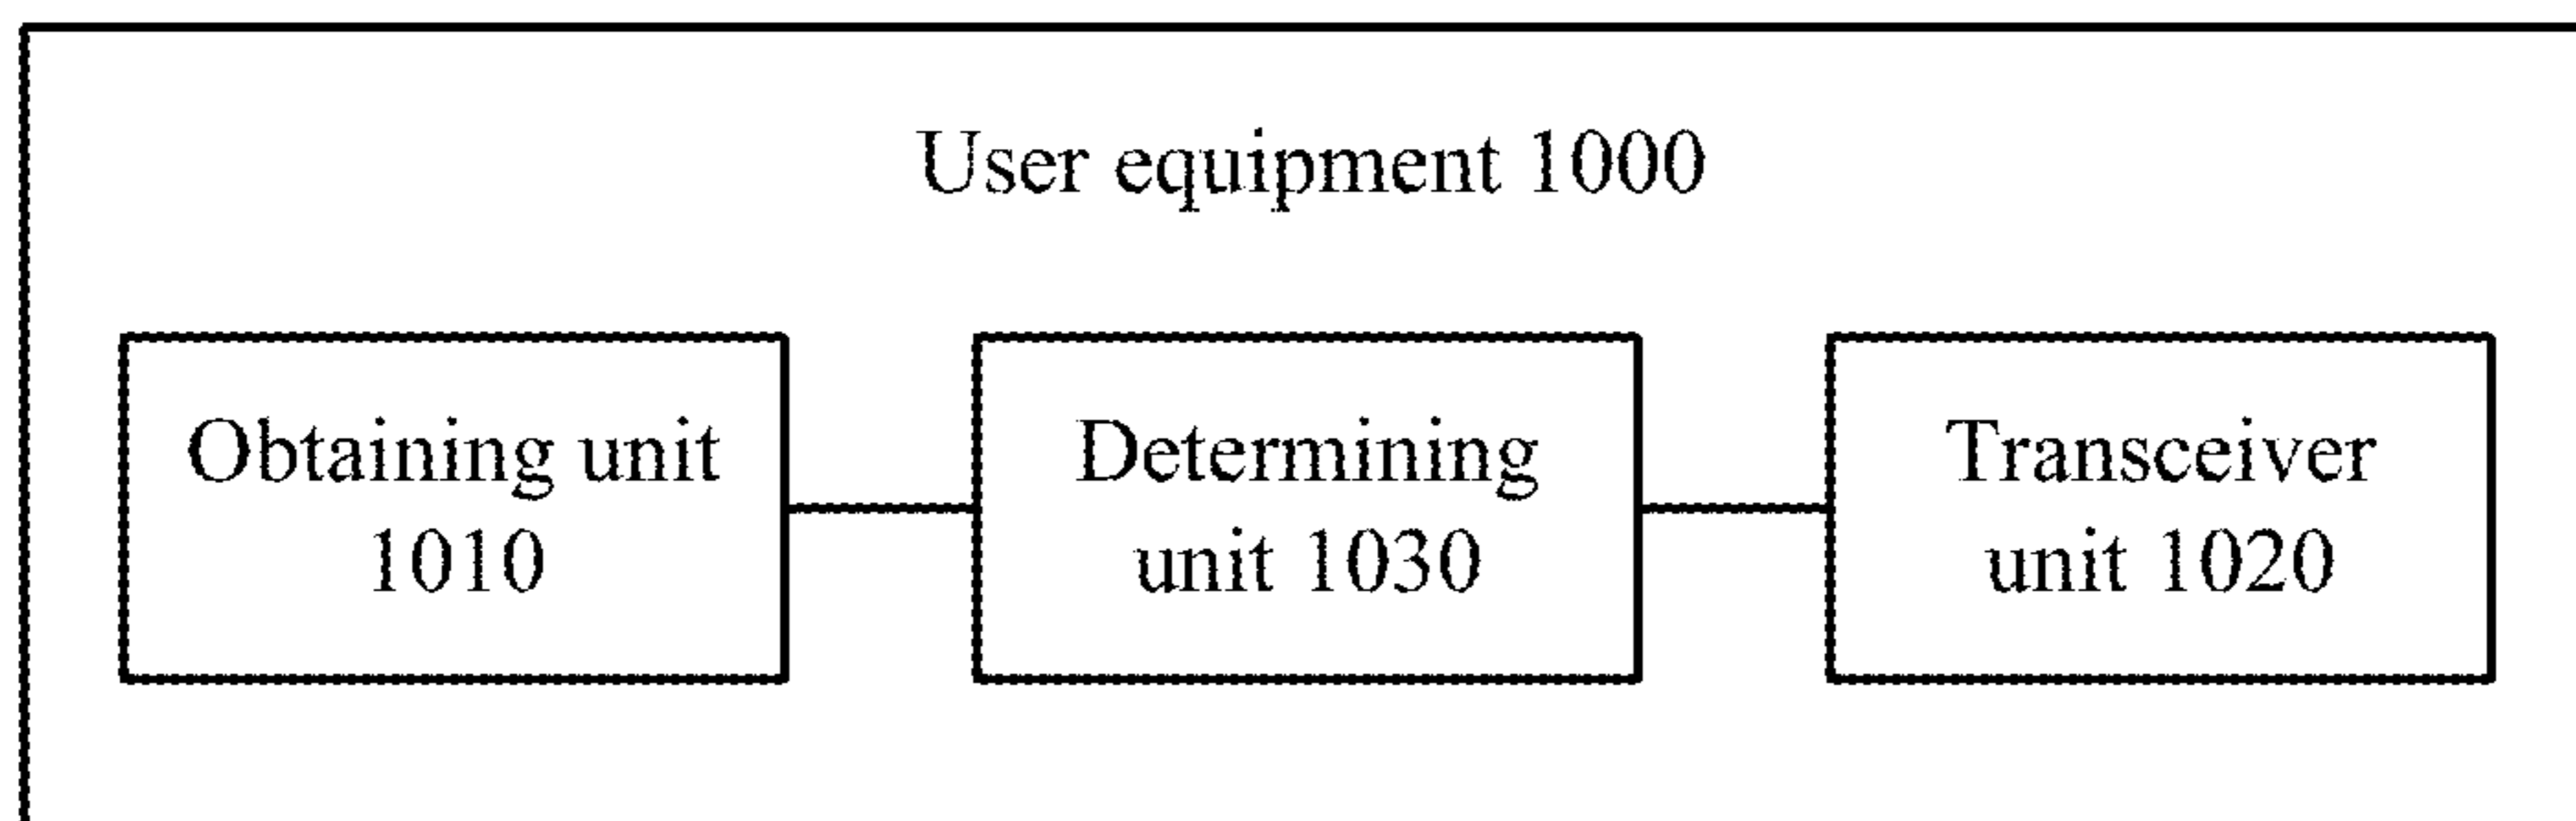 User equipment 1000
Obtaining unit
1010
Determining
unit 1030
Transceiver
unit 1020